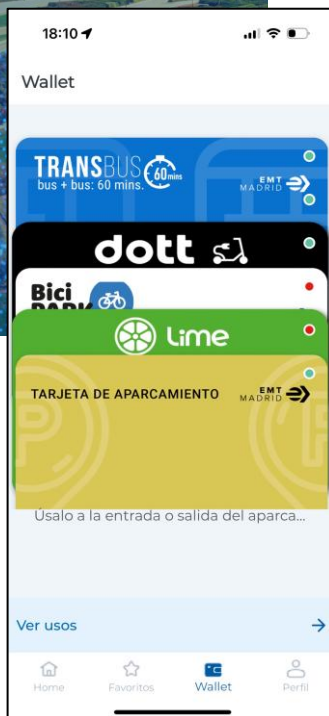 18:10
Wallet
TRANSBUS 60 mins
bus + bus: 60 mins.
EMT
MADRID
dott
Bici
PARK
Lime
TARJETA DE APARCAMIENTO
EMT
MADRID
Úsalo a la entrada o salida del aparca...
Ver usos
Home
Favoritos
Wallet
Perfil